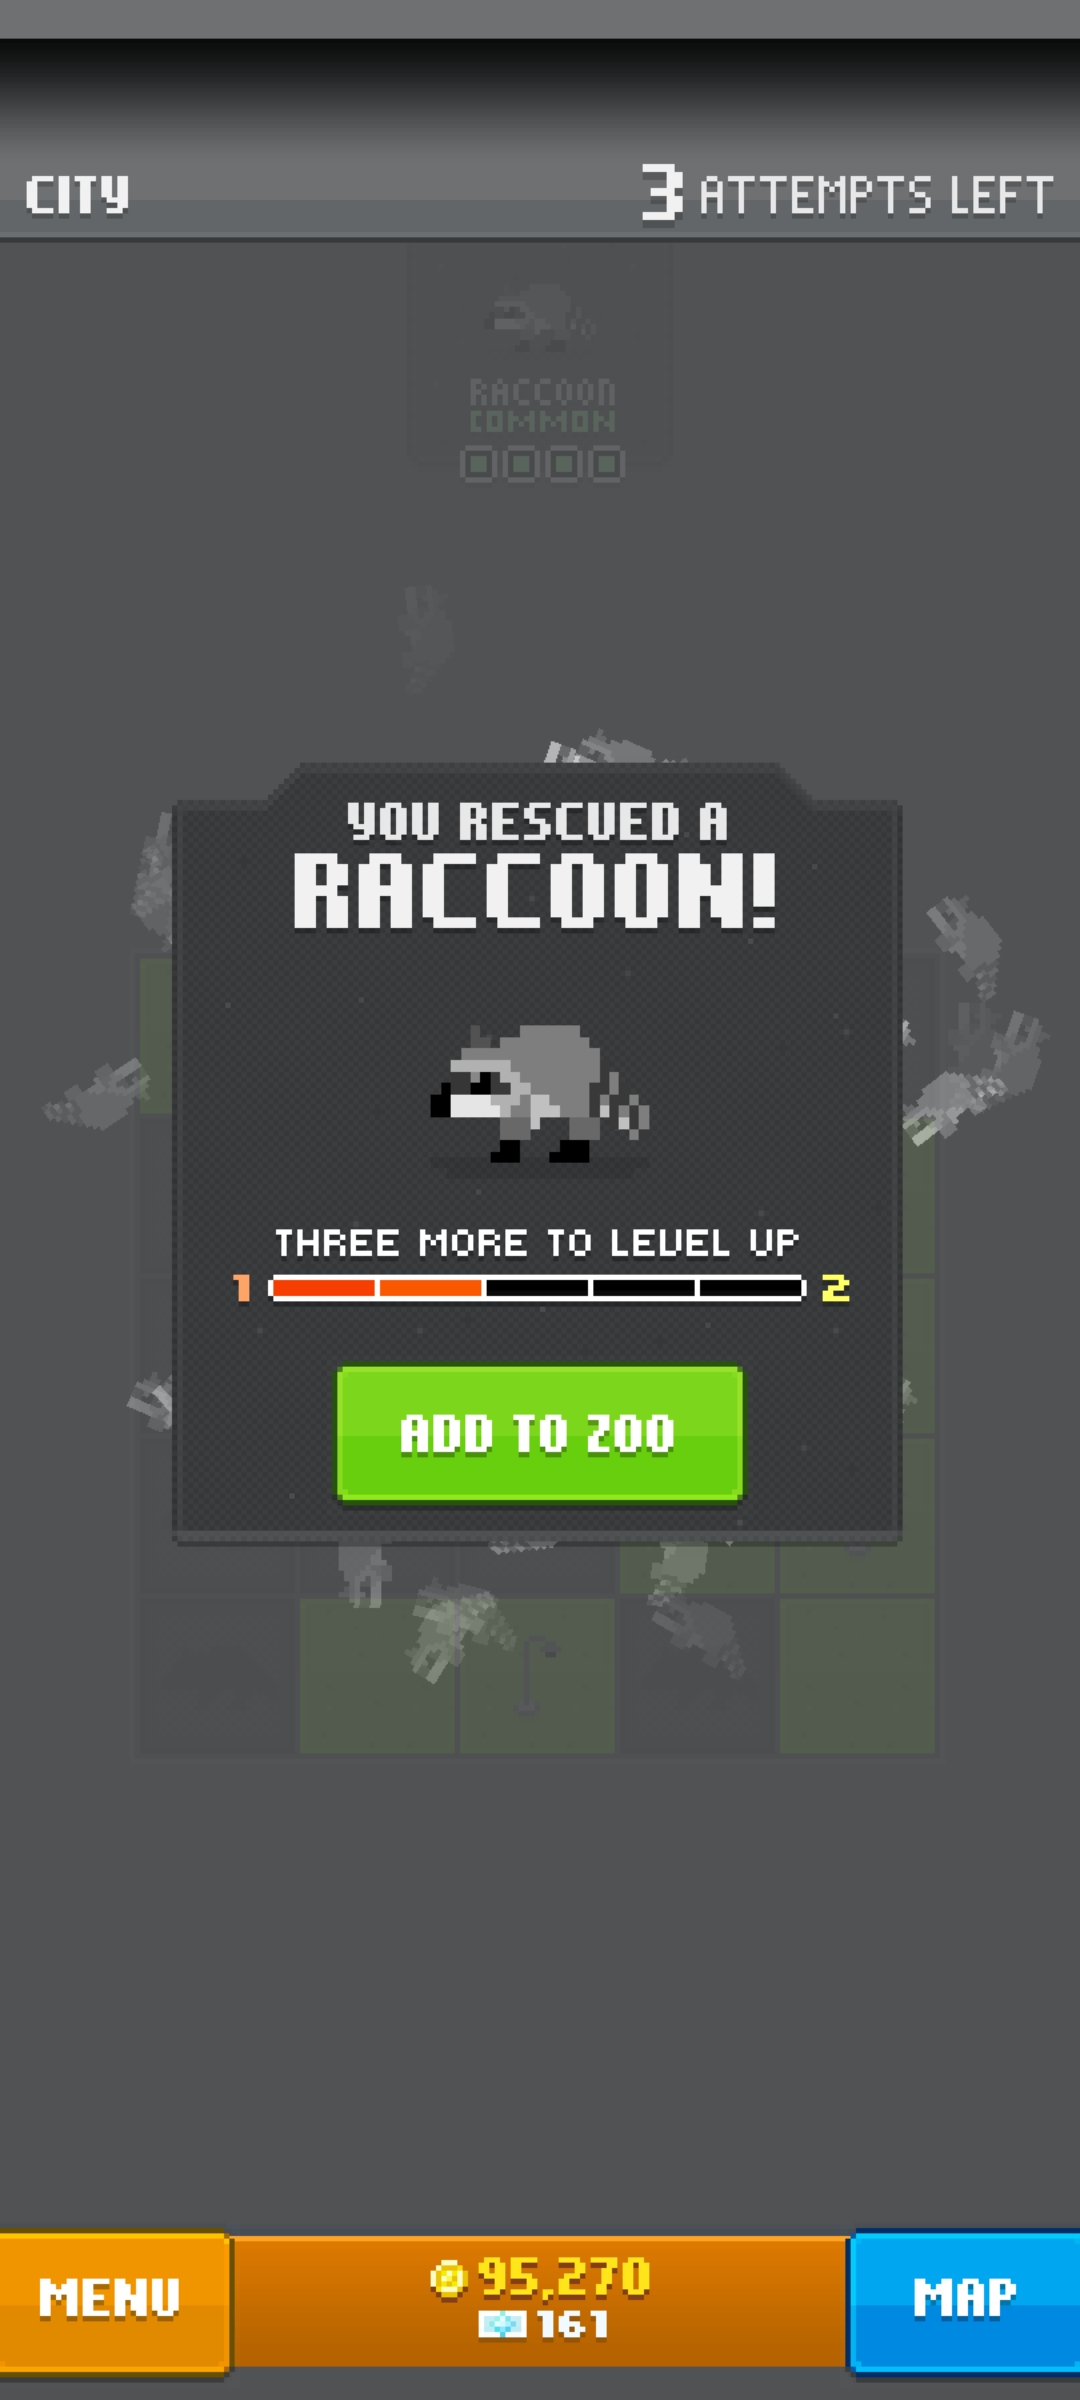 CITY
3 ATTEMPTS LEFT
RACCOON
COMMON
YOU RESCUED A
RACCOON!
THREE MORE TO LEVEL UP
1 2
ADD TO ZOO
MENU
95,270
161
MAP